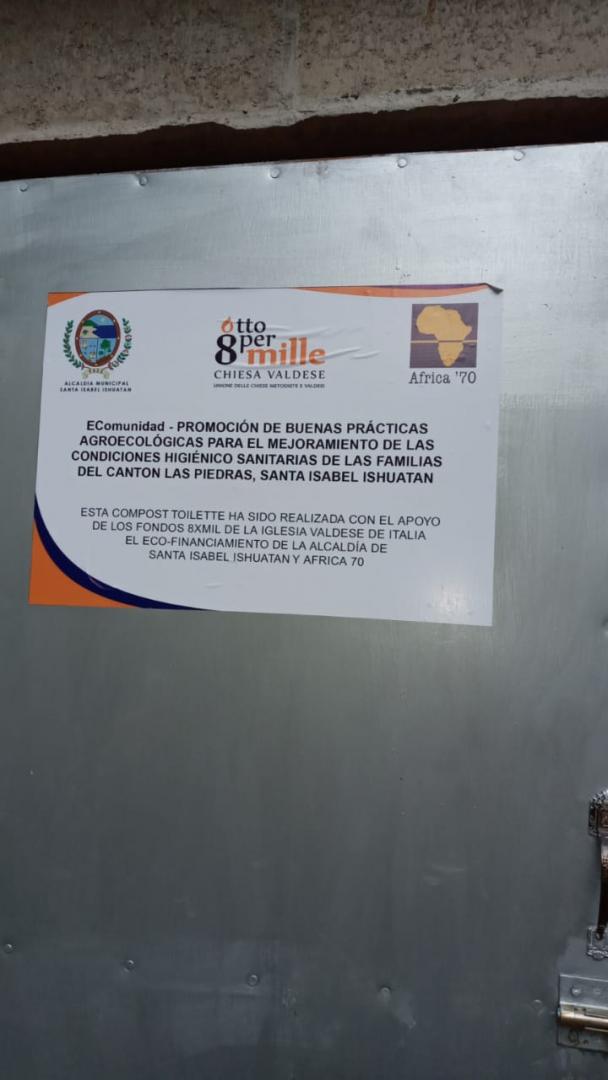 ALCALDIA MUNICIPAL
SANTA ISABEL ISHUATAN
otto
8 per
mille
CHIESA VALDESE
UNIONE DELLE CHIESE METODISTE E VALDESI
Africa '70
EComunidad - PROMOCIÓN DE BUENAS PRÁCTICAS
AGROECOLÓGICAS PARA EL MEJORAMIENTO DE LAS
CONDICIONES HIGIÉNICO SANITARIAS DE LAS FAMILIAS
DEL CANTON LAS PIEDRAS, SANTA ISABEL ISHUATAN
ESTA COMPOST TOILETTE HA SIDO REALIZADA CON EL APOYO
DE LOS FONDOS 8XMIL DE LA IGLESIA VALDESE DE ITALIA
EL ECO-FINANCIAMIENTO DE LA ALCALDÍA DE
SANTA ISABEL ISHUATAN Y AFRICA 70